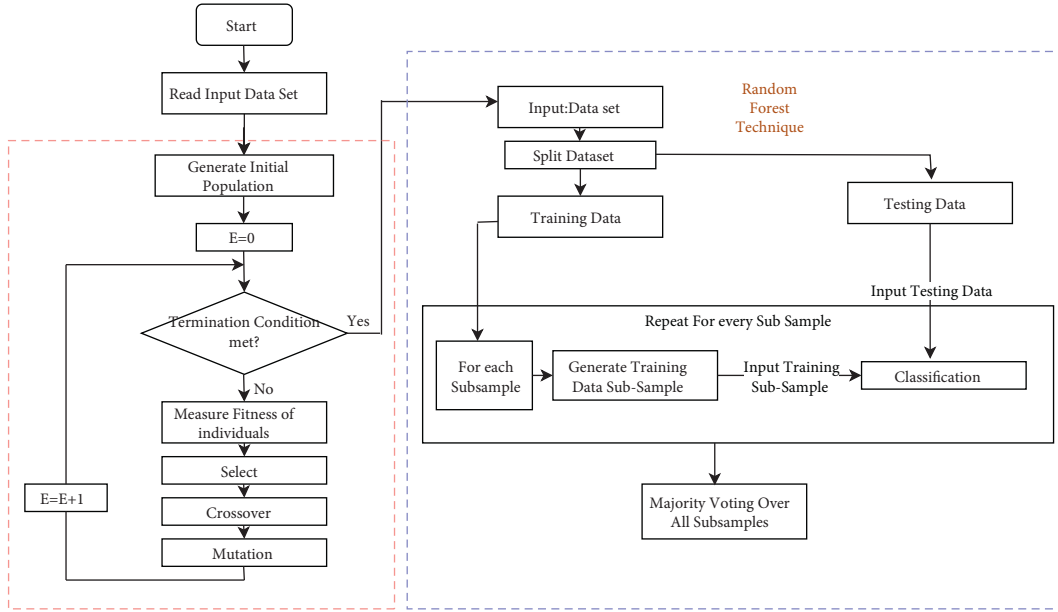 Start
Read Input Data Set
Generate Initial
Population
E=0
Termination Condition
met?
Yes
No
Measure Fitness of
individuals
Select
Crossover
Mutation
E=E+1
Random
Forest
Technique
Input:Data set
Split Dataset
Training Data
Testing Data
Input Testing Data
Repeat For every Sub Sample
For each
Subsample
Generate Training
Data Sub-Sample
Input Training
Sub-Sample
Classification
Majority Voting Over
All Subsamples